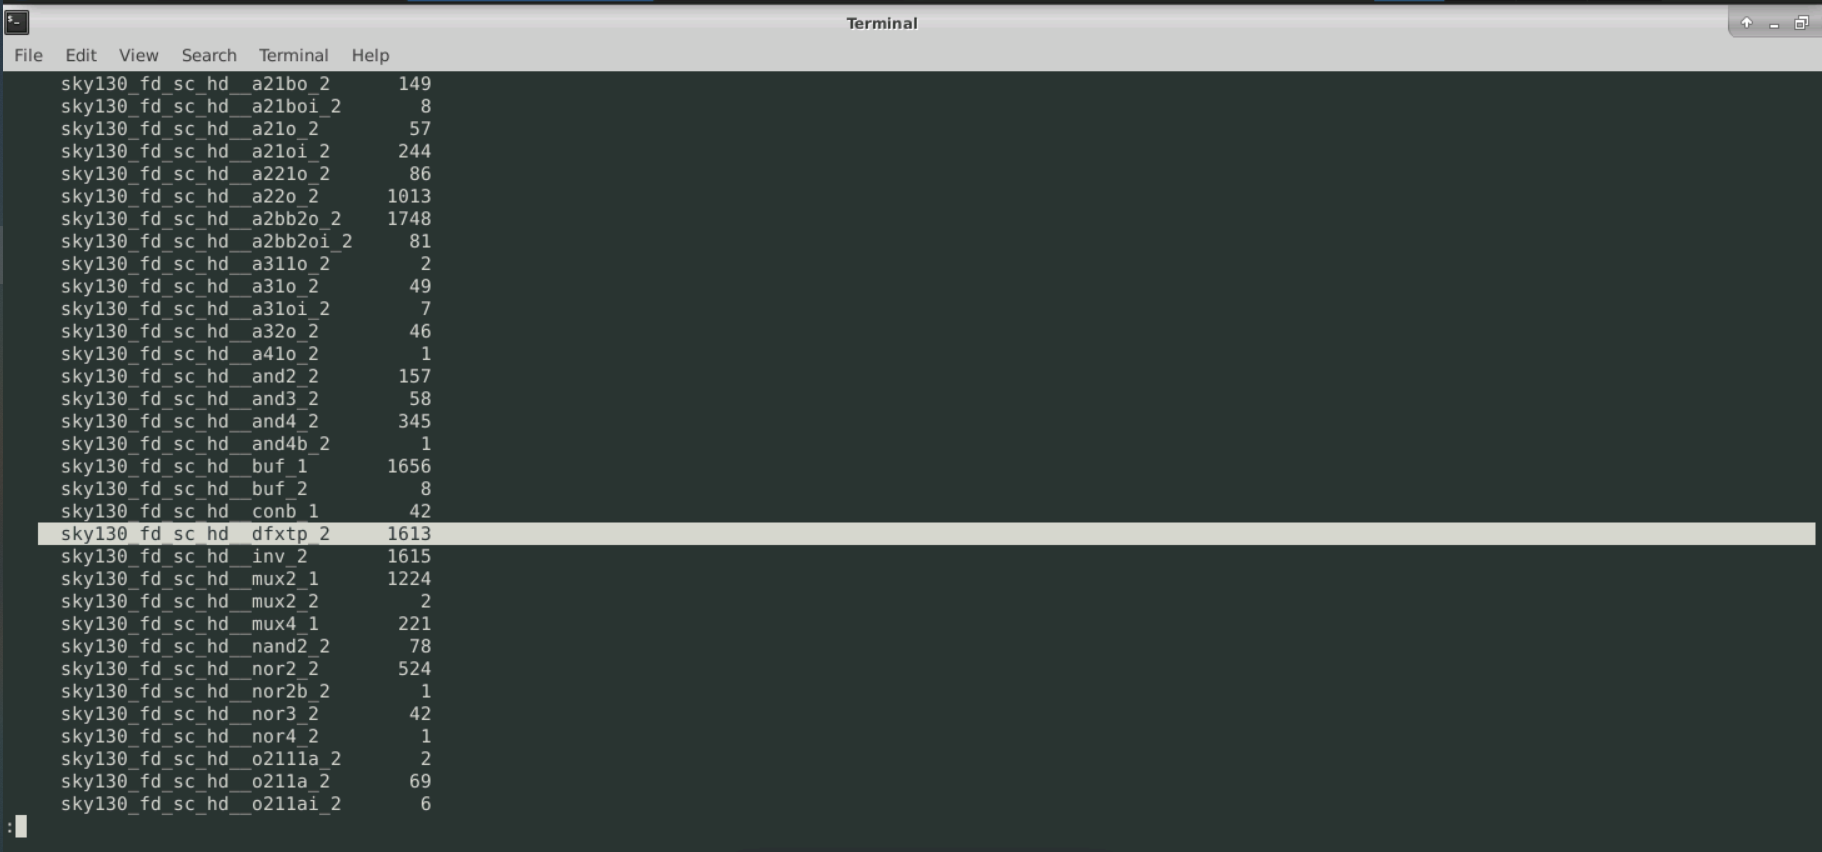 Terminal
File Edit View Search Terminal Help
sky130_fd_sc_hd__a21bo_2 149
sky130_fd_sc_hd__a21boi_2 8
sky130_fd_sc_hd__a21o_2 57
sky130_fd_sc_hd__a21oi_2 244
sky130_fd_sc_hd__a221o_2 86
sky130_fd_sc_hd__a22o_2 1013
sky130_fd_sc_hd__a2bb2o_2 1748
sky130_fd_sc_hd__a2bb2oi_2 81
sky130_fd_sc_hd__a311o_2 2
sky130_fd_sc_hd__a31o_2 49
sky130_fd_sc_hd__a31oi_2 7
sky130_fd_sc_hd__a32o_2 46
sky130_fd_sc_hd__a41o_2 1
sky130_fd_sc_hd__and2_2 157
sky130_fd_sc_hd__and3_2 58
sky130_fd_sc_hd__and4_2 345
sky130_fd_sc_hd__and4b_2 1
sky130_fd_sc_hd__buf_1 1656
sky130_fd_sc_hd__buf_2 8
sky130_fd_sc_hd__conb_1 42
sky130_fd_sc_hd__dfxtp_2 1613
sky130_fd_sc_hd__inv_2 1615
sky130_fd_sc_hd__mux2_1 1224
sky130_fd_sc_hd__mux2_2 2
sky130_fd_sc_hd__mux4_1 221
sky130_fd_sc_hd__nand2_2 78
sky130_fd_sc_hd__nor2_2 524
sky130_fd_sc_hd__nor2b_2 1
sky130_fd_sc_hd__nor3_2 42
sky130_fd_sc_hd__nor4_2 1
sky130_fd_sc_hd__o2111a_2 2
sky130_fd_sc_hd__o211a_2 69
sky130_fd_sc_hd__o211ai_2 6
: